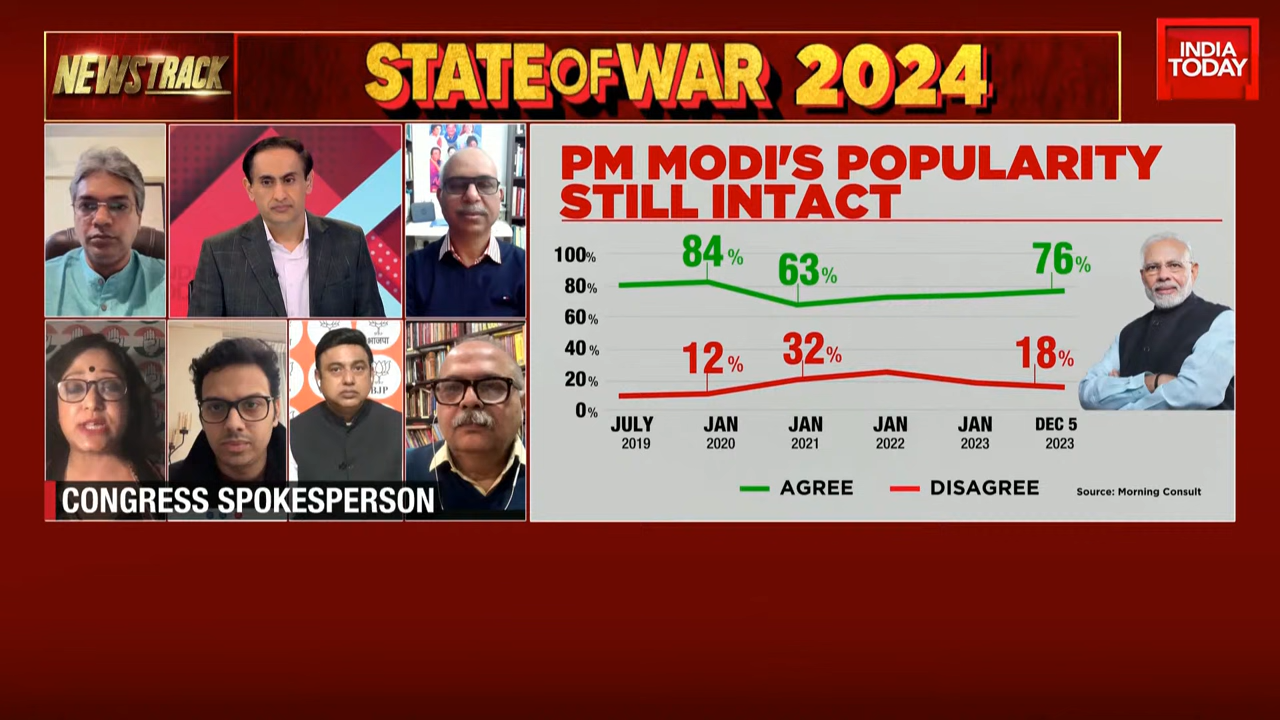 NEWSTRACK
STATE OF WAR 2024
INDIA
TODAY
PM MODI'S POPULARITY
STILL INTACT
100%
80%
60%
40%
20%
0%
84%
63%
76%
12%
32%
18%
JULY
2019
JAN
2020
JAN
2021
JAN
2022
JAN
2023
DEC 5
2023
AGREE
DISAGREE
Source: Morning Consult
भाजपा
BJP
CONGRESS SPOKESPERSON